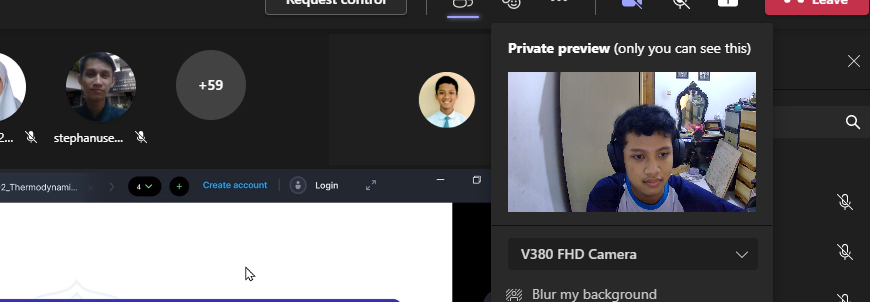 Request control
Leave
Private preview (only you can see this)
+59
2...
stephanuse...
2_Thermodynami...
4
+
Create account
Login
V380 FHD Camera
Blur my background